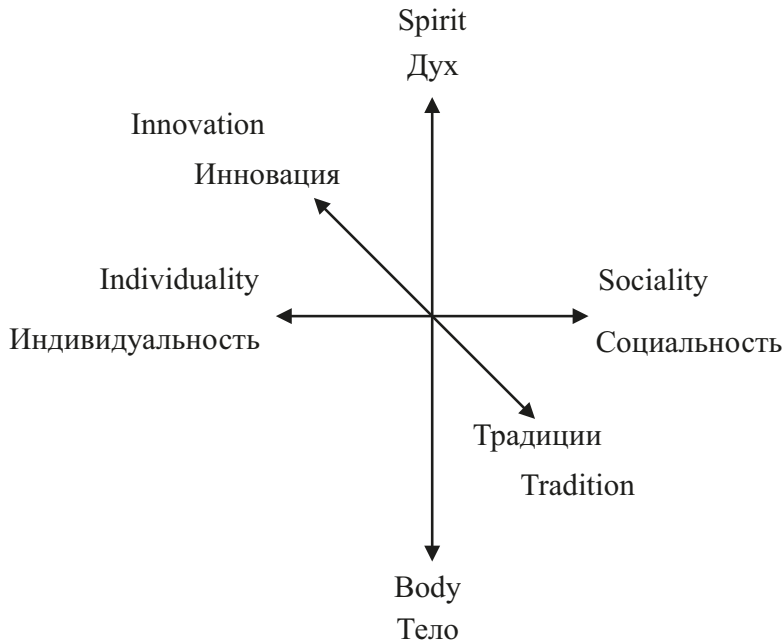 Spirit
Дух
Innovation
Инновация
Individuality
Индивидуальность
Sociality
Социальность
Традиции
Tradition
Body
Тело